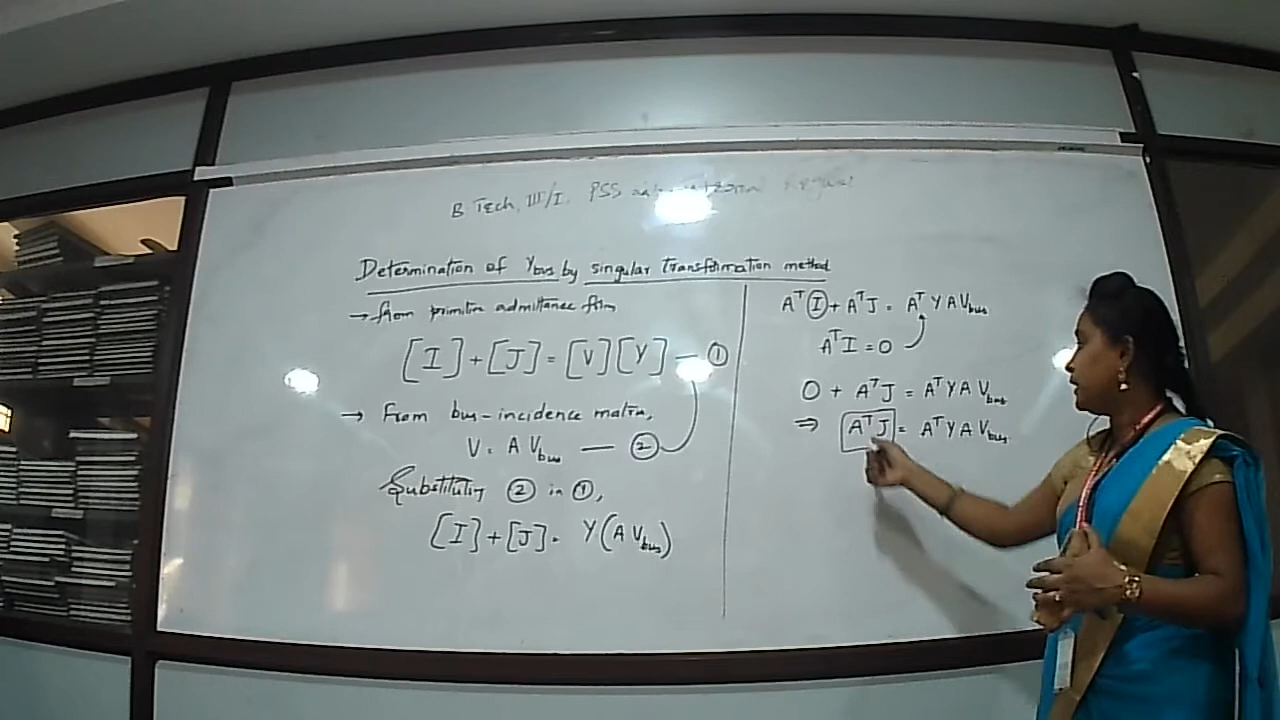 B Tech, III/I, PSS
Determination of Ybus by singular transformation method
→ from primitive admittance form
[I] + [J] = [V][Y] — ①
→ From bus-incidence matrix,
V = A Vbus — ②
Substituting ② in ①,
[I] + [J] = Y(A Vbus)
Aᵀ I + Aᵀ J = Aᵀ Y A Vbus
Aᵀ I = 0
0 + Aᵀ J = Aᵀ Y A Vbus
⇒ Aᵀ J = Aᵀ Y A Vbus